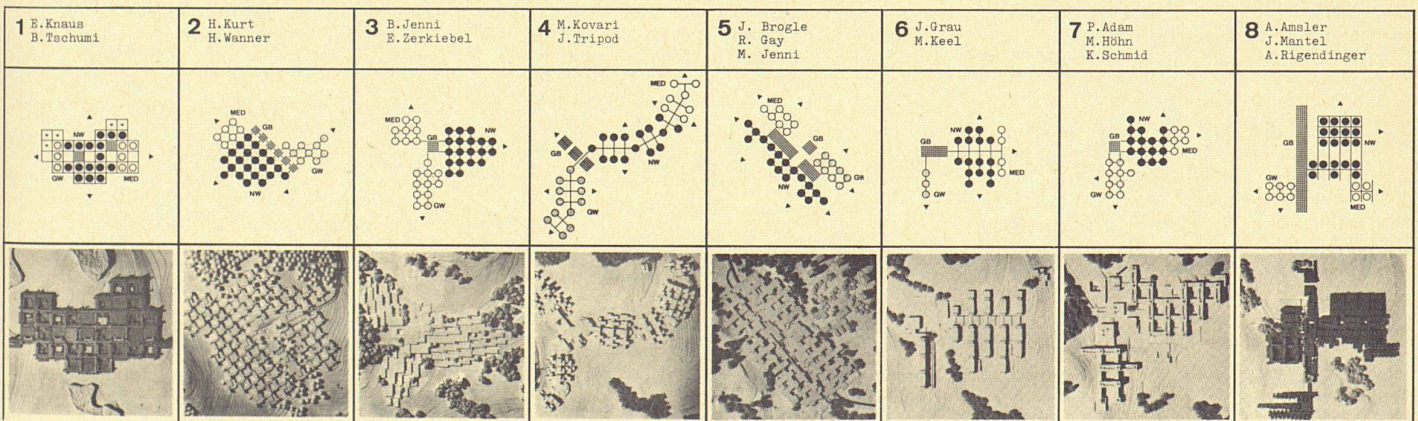 1 E.Knaus
B.Tschumi
2 H.Kurt
H.Wanner
3 B.Jenni
E.Zerkiebel
4 M.Kovari
J.Tripod
5 J. Brogle
R. Gay
M. Jenni
6 J.Grau
M.Keel
7 P.Adam
M.Höhn
K.Schmid
8 A.Amsler
J.Mantel
A.Rigendinger
NW
GW
MED
MED
GB
GW
NW
MED
GB
NW
GW
MED
GB
NW
GW
MED
GB
GW
NW
NW
GB
MED
GW
NW
GB
MED
GW
GB
NW
GW
MED